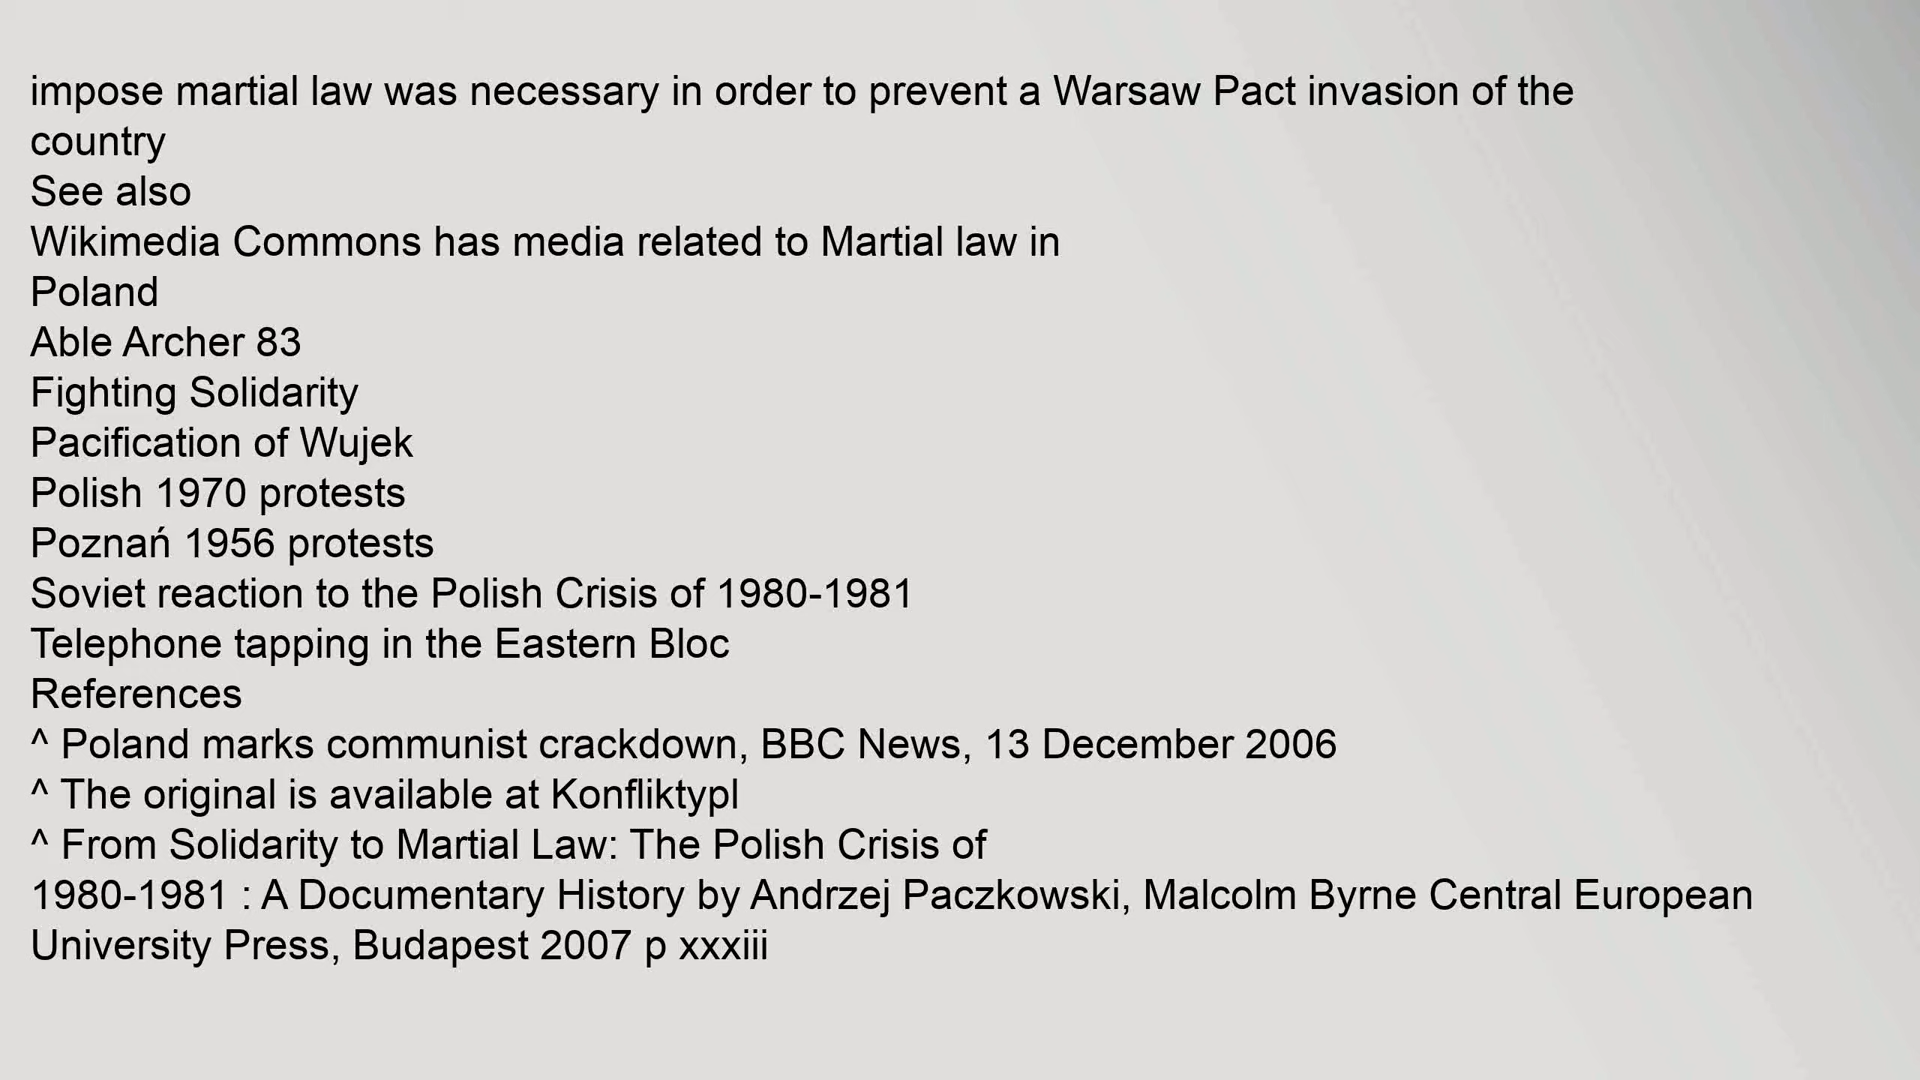 impose martial law was necessary in order to prevent a Warsaw Pact invasion of the
country
See also
Wikimedia Commons has media related to Martial law in
Poland
Able Archer 83
Fighting Solidarity
Pacification of Wujek
Polish 1970 protests
Poznań 1956 protests
Soviet reaction to the Polish Crisis of 1980-1981
Telephone tapping in the Eastern Bloc
References
^ Poland marks communist crackdown, BBC News, 13 December 2006
^ The original is available at Konfliktypl
^ From Solidarity to Martial Law: The Polish Crisis of
1980-1981 : A Documentary History by Andrzej Paczkowski, Malcolm Byrne Central European
University Press, Budapest 2007 p xxxiii